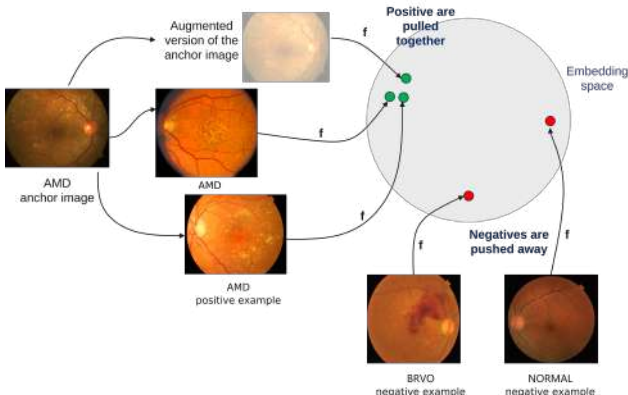 Augmented
version of the
anchor image
Positive are
pulled
together
Embedding
space
f
f
AMD
AMD
anchor image
f
AMD
positive example
Negatives are
pushed away
f
f
BRVO
negative example
NORMAL
negative example